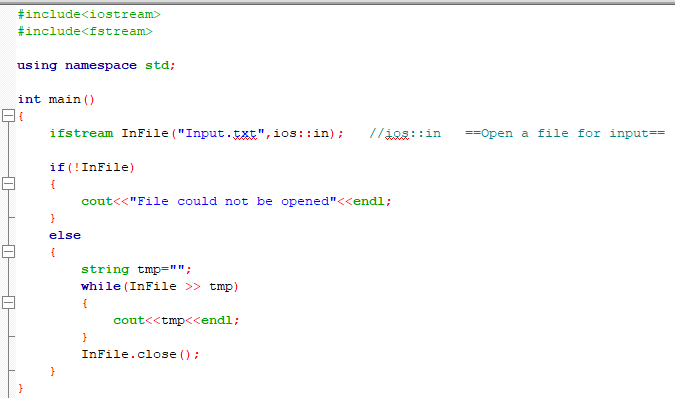 #include<iostream>
#include<fstream>
using namespace std;
int main()
{
ifstream InFile("Input.txt",ios::in);   //ios::in   ==Open a file for input==
if(!InFile)
{
cout<<"File could not be opened"<<endl;
}
else
{
string tmp="";
while(InFile >> tmp)
{
cout<<tmp<<endl;
}
InFile.close();
}
}